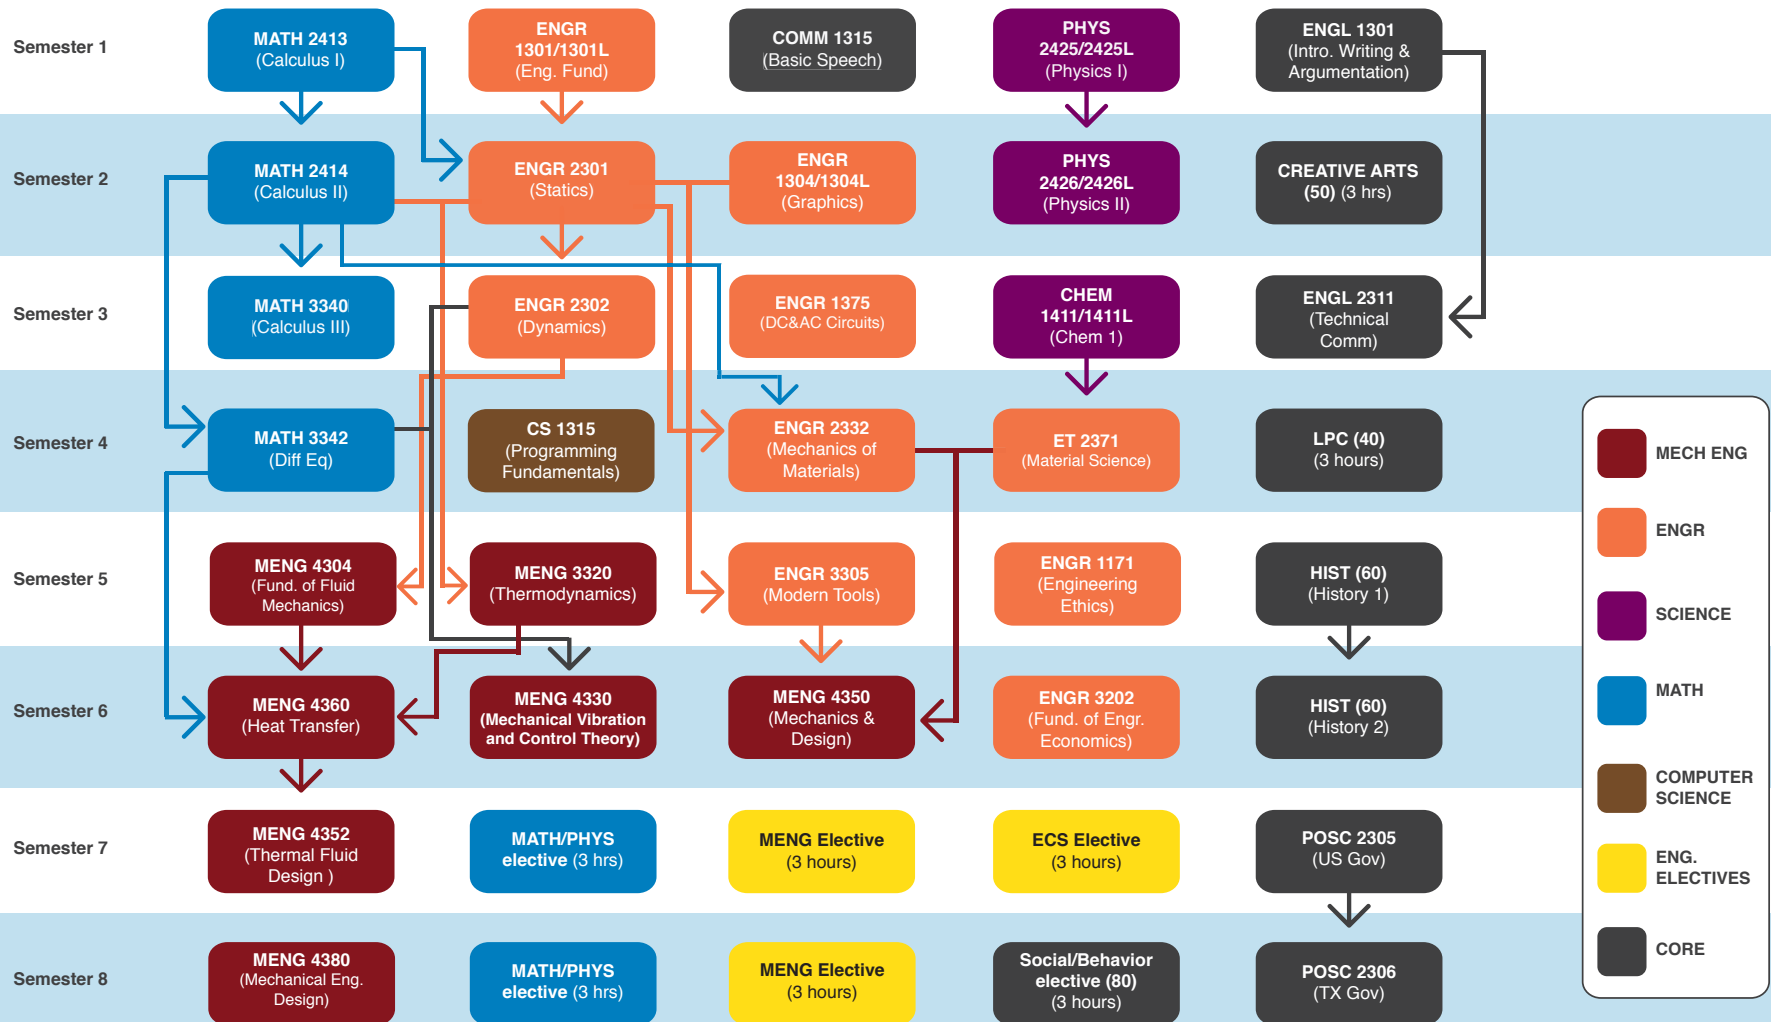 Semester 1
MATH 2413
(Calculus I)
ENGR
1301/1301L
(Eng. Fund)
COMM 1315
(Basic Speech)
PHYS
2425/2425L
(Physics I)
ENGL 1301
(Intro. Writing &
Argumentation)
Semester 2
MATH 2414
(Calculus II)
ENGR 2301
(Statics)
ENGR
1304/1304L
(Graphics)
PHYS
2426/2426L
(Physics II)
CREATIVE ARTS
(50) (3 hrs)
Semester 3
MATH 3340
(Calculus III)
ENGR 2302
(Dynamics)
ENGR 1375
(DC&AC Circuits)
CHEM
1411/1411L
(Chem 1)
ENGL 2311
(Technical
Comm)
Semester 4
MATH 3342
(Diff Eq)
CS 1315
(Programming
Fundamentals)
ENGR 2332
(Mechanics of
Materials)
ET 2371
(Material Science)
LPC (40)
(3 hours)
Semester 5
MENG 4304
(Fund. of Fluid
Mechanics)
MENG 3320
(Thermodynamics)
ENGR 3305
(Modern Tools)
ENGR 1171
(Engineering
Ethics)
HIST (60)
(History 1)
Semester 6
MENG 4360
(Heat Transfer)
MENG 4330
(Mechanical Vibration
and Control Theory)
MENG 4350
(Mechanics &
Design)
ENGR 3202
(Fund. of Engr.
Economics)
HIST (60)
(History 2)
Semester 7
MENG 4352
(Thermal Fluid
Design )
MATH/PHYS
elective (3 hrs)
MENG Elective
(3 hours)
ECS Elective
(3 hours)
POSC 2305
(US Gov)
Semester 8
MENG 4380
(Mechanical Eng.
Design)
MATH/PHYS
elective (3 hrs)
MENG Elective
(3 hours)
Social/Behavior
elective (80)
(3 hours)
POSC 2306
(TX Gov)
MECH ENG
ENGR
SCIENCE
MATH
COMPUTER
SCIENCE
ENG.
ELECTIVES
CORE